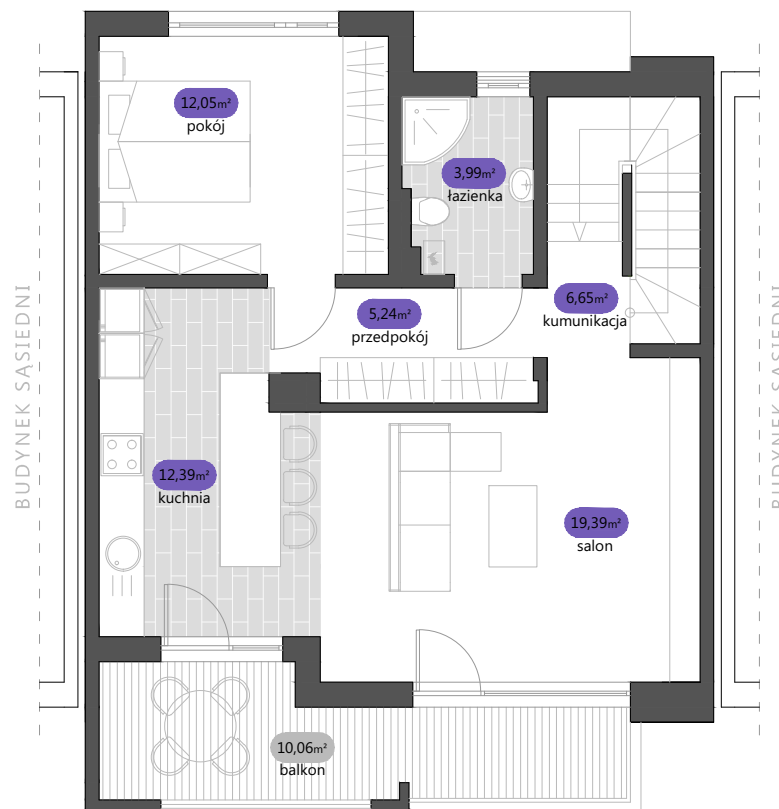 12,05m²
pokój
3,99m²
łazienka
6,65m²
kumunikacja
5,24m²
przedpokój
12,39m²
kuchnia
19,39m²
salon
10,06m²
balkon
BUDYNEK SĄSIEDNI
BUDYNEK SĄSIEDNI